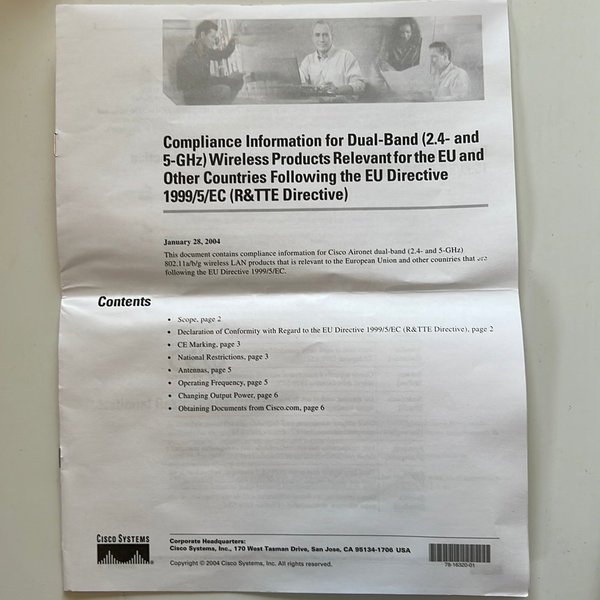 Compliance Information for Dual-Band (2.4- and
5-GHz) Wireless Products Relevant for the EU and
Other Countries Following the EU Directive
1999/5/EC (R&TTE Directive)
January 28, 2004
This document contains compliance information for Cisco Aironet dual-band (2.4- and 5-GHz)
802.11a/b/g wireless LAN products that is relevant to the European Union and other countries that are
following the EU Directive 1999/5/EC.
Contents
• Scope, page 2
• Declaration of Conformity with Regard to the EU Directive 1999/5/EC (R&TTE Directive), page 2
• CE Marking, page 3
• National Restrictions, page 3
• Antennas, page 5
• Operating Frequency, page 5
• Changing Output Power, page 6
• Obtaining Documents from Cisco.com, page 6
CISCO SYSTEMS
Corporate Headquarters:
Cisco Systems, Inc., 170 West Tasman Drive, San Jose, CA 95134-1706 USA
Copyright © 2004 Cisco Systems, Inc. All rights reserved.
78-16320-01